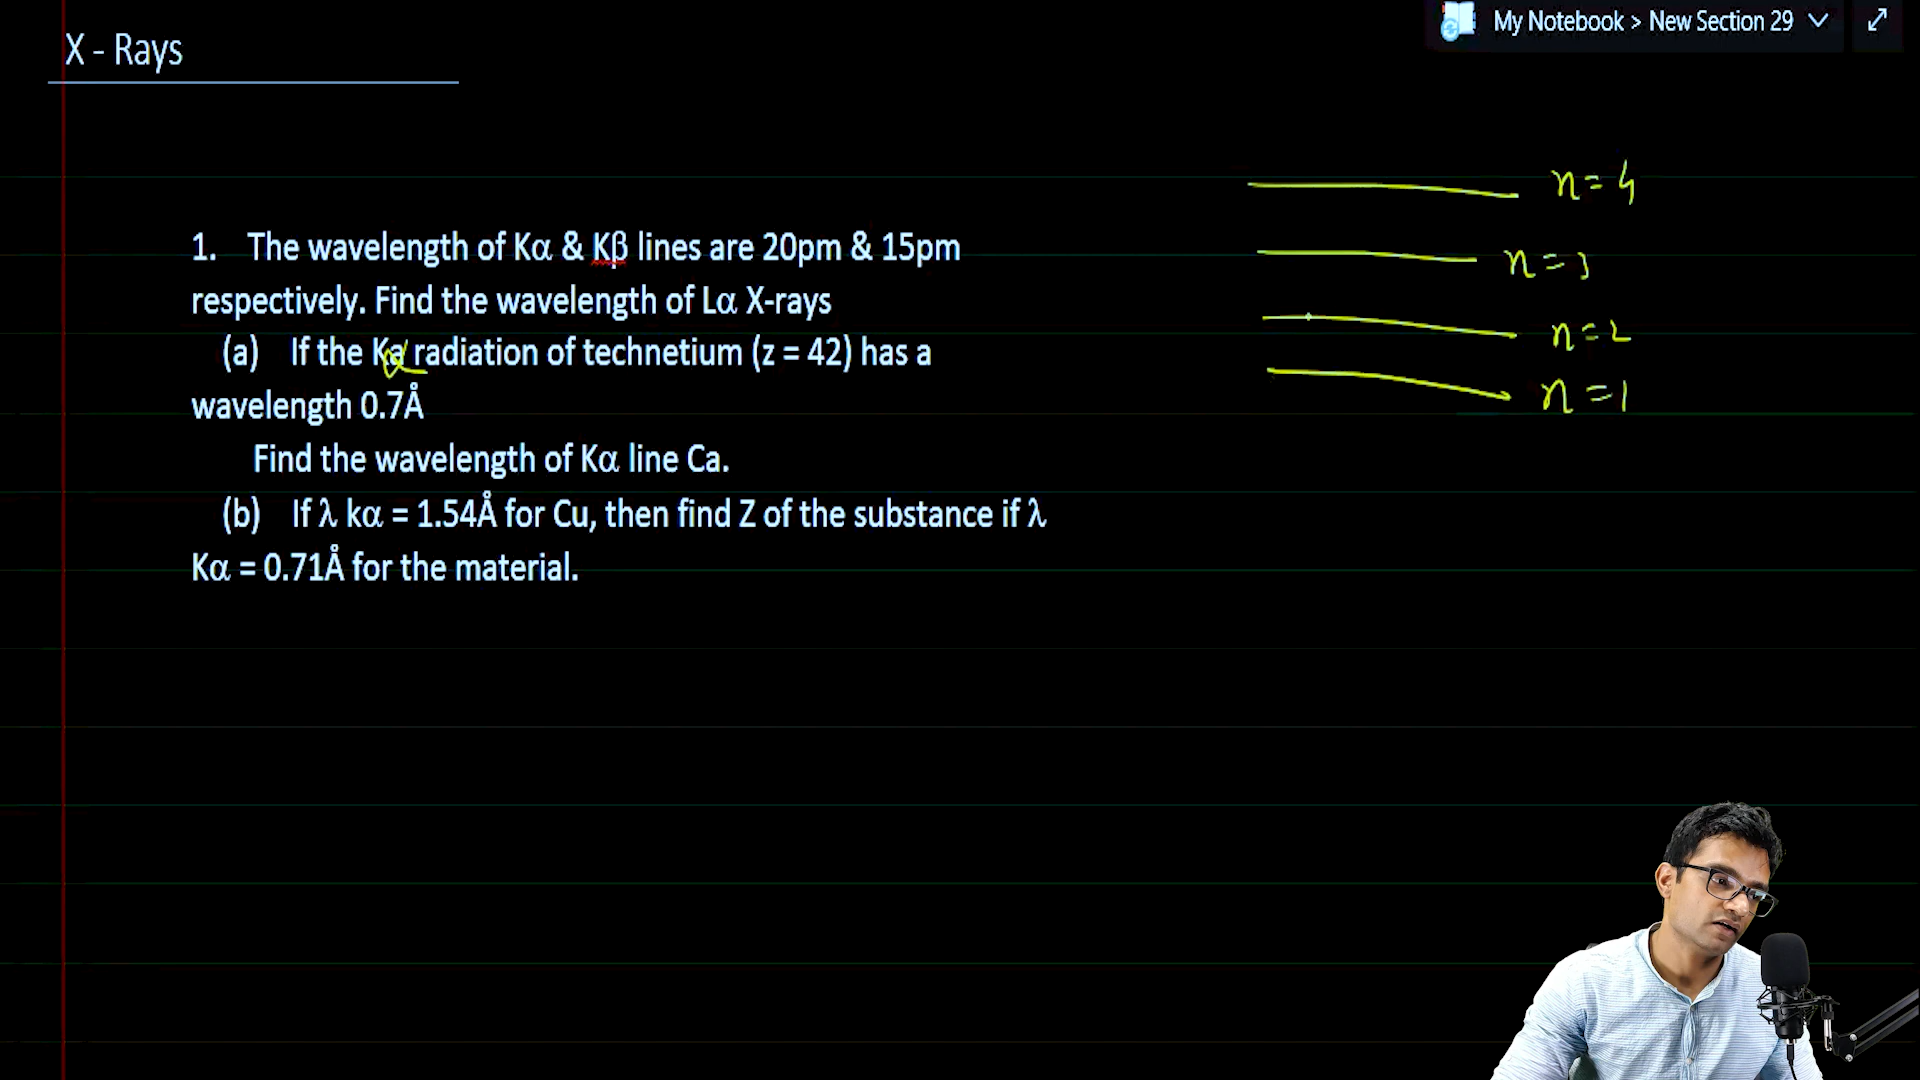 My Notebook > New Section 29
X - Rays
1. The wavelength of Kα & Kβ lines are 20pm & 15pm
respectively. Find the wavelength of Lα X-rays
(a) If the Kα radiation of technetium (z = 42) has a
wavelength 0.7Å
Find the wavelength of Kα line Ca.
(b) If λ kα = 1.54Å for Cu, then find Z of the substance if λ
Kα = 0.71Å for the material.
n = 4
n = 3
n = 2
n = 1